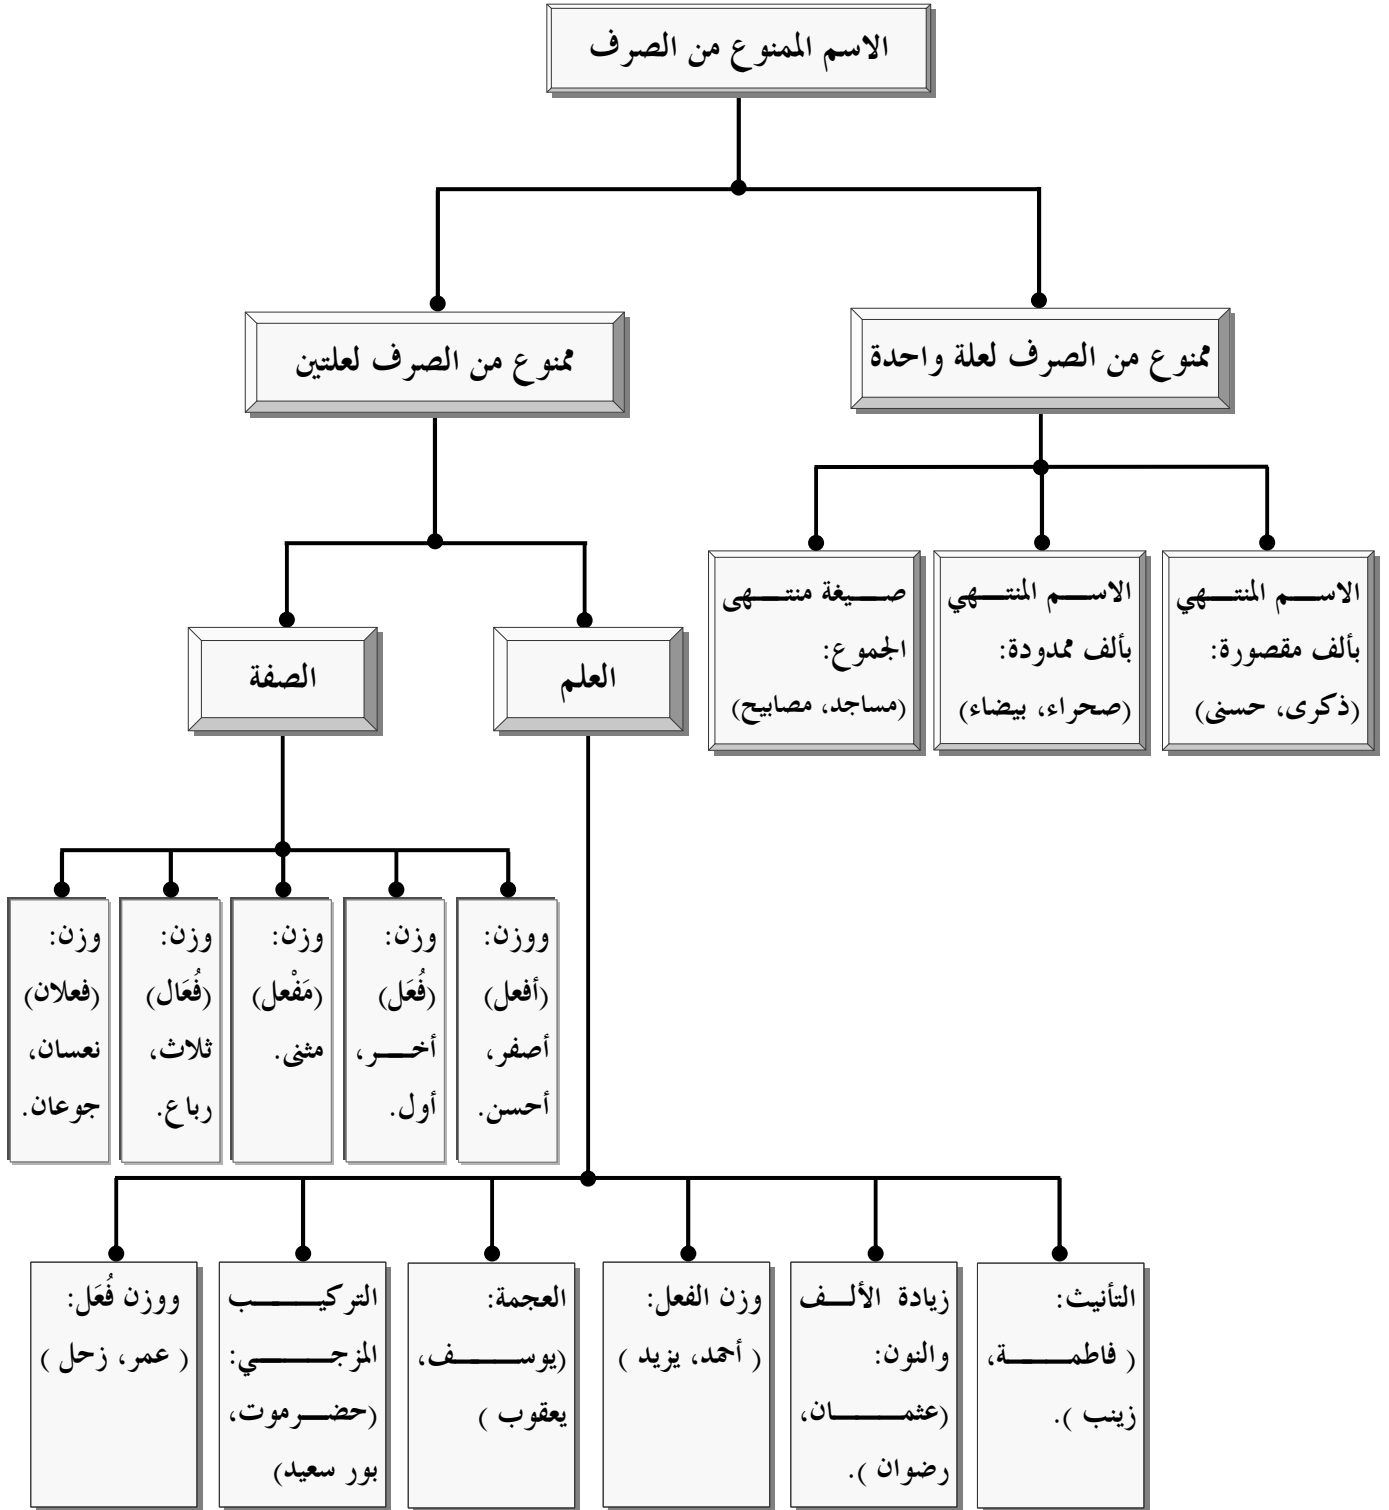 الاسم الممنوع من الصرف
ممنوع من الصرف لعلة واحدة
ممنوع من الصرف لعلتين
الاسم المنتهي
بألف مقصورة:
(ذكرى، حسنى)
الاسم المنتهي
بألف ممدودة:
(صحراء، بيضاء)
صيغة منتهى
الجموع:
(مساجد، مصابيح)
العلم
الصفة
ووزن:
(أفعل)
أصفر،
أحسن.
وزن:
(فُعَل)
أخر،
أول.
وزن:
(مَفْعل)
مثنى.
وزن:
(فُعَال)
ثلاث،
رباع.
وزن:
(فعلان)
نعسان،
جوعان.
التأنيث:
( فاطمة،
زينب ).
زيادة الألف
والنون:
(عثمان،
رضوان ).
وزن الفعل:
( أحمد، يزيد )
العجمة:
(يوسف،
يعقوب )
التركيب
المزجي:
(حضرموت،
بور سعيد)
ووزن فُعَل:
( عمر، زحل )